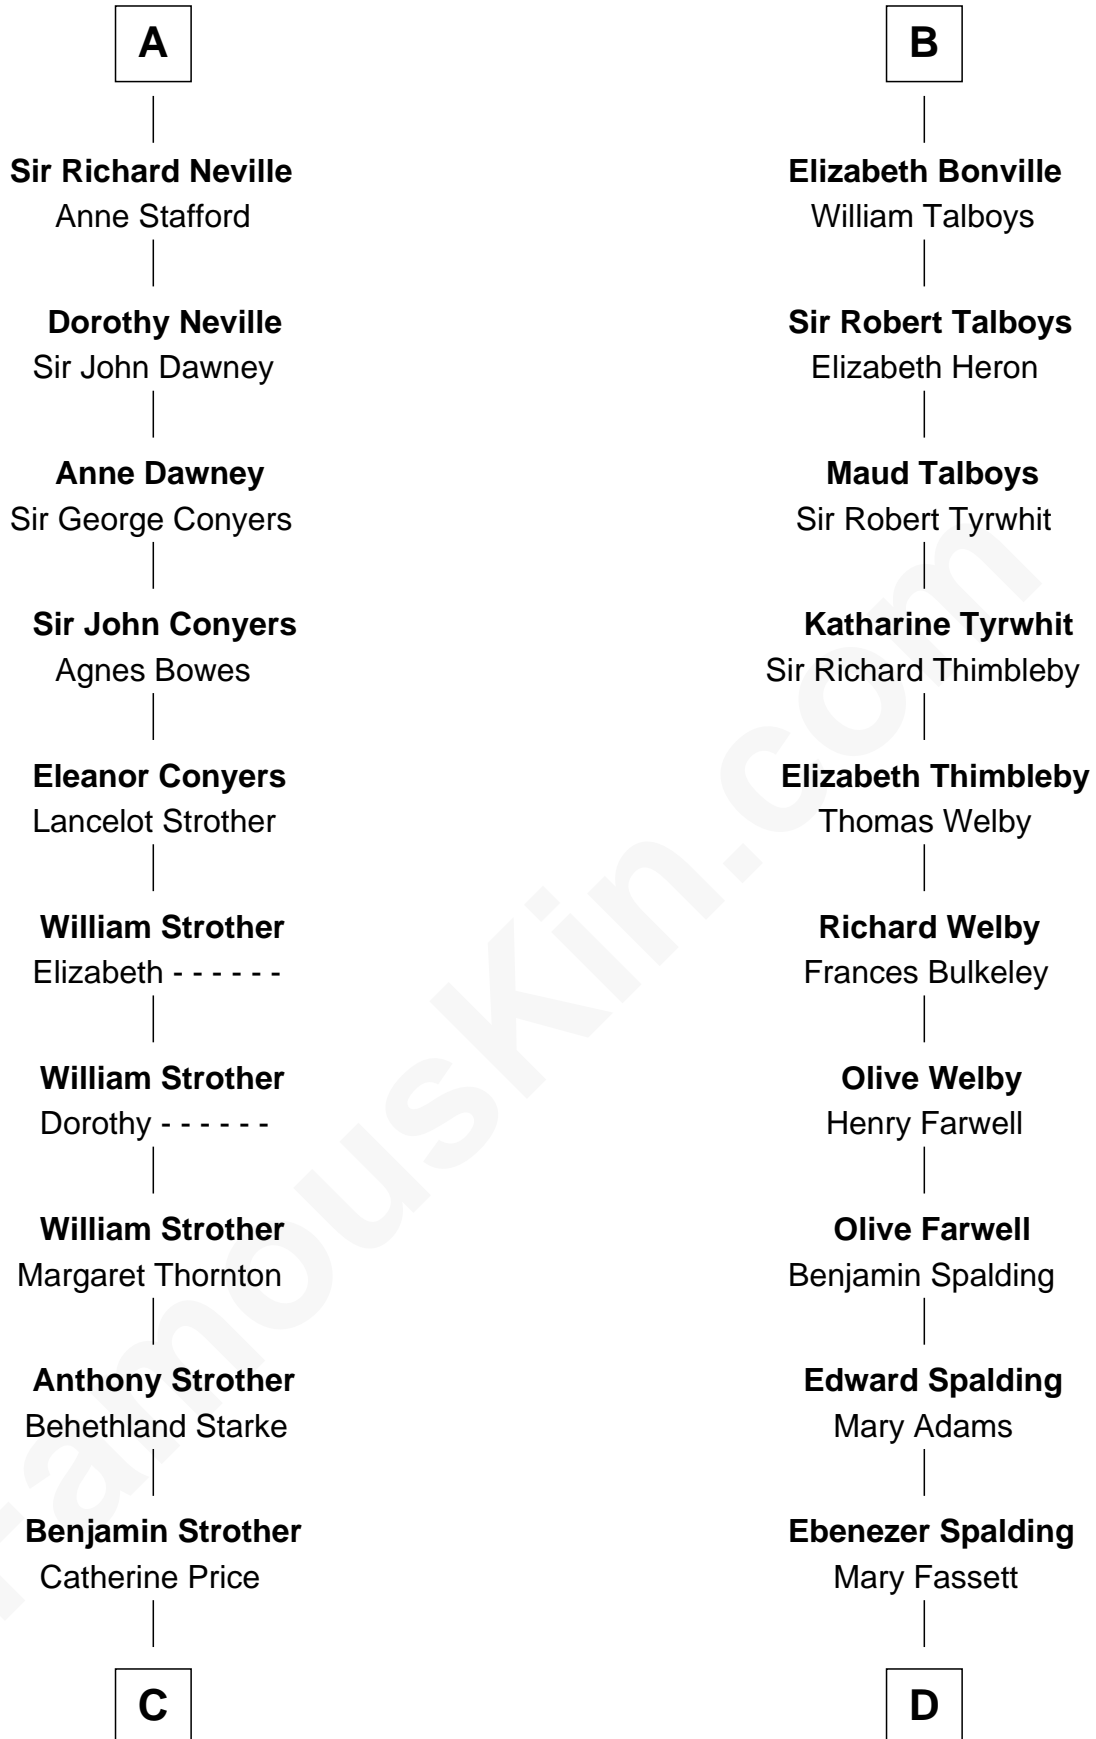 A
Sir Richard Neville
Anne Stafford
Dorothy Neville
Sir John Dawney
Anne Dawney
Sir George Conyers
Sir John Conyers
Agnes Bowes
Eleanor Conyers
Lancelot Strother
William Strother
Elizabeth - - - - - -
William Strother
Dorothy - - - - - -
William Strother
Margaret Thornton
Anthony Strother
Behethland Starke
Benjamin Strother
Catherine Price
C
B
Elizabeth Bonville
William Talboys
Sir Robert Talboys
Elizabeth Heron
Maud Talboys
Sir Robert Tyrwhit
Katharine Tyrwhit
Sir Richard Thimbleby
Elizabeth Thimbleby
Thomas Welby
Richard Welby
Frances Bulkeley
Olive Welby
Henry Farwell
Olive Farwell
Benjamin Spalding
Edward Spalding
Mary Adams
Ebenezer Spalding
Mary Fassett
D
FamousKin.com